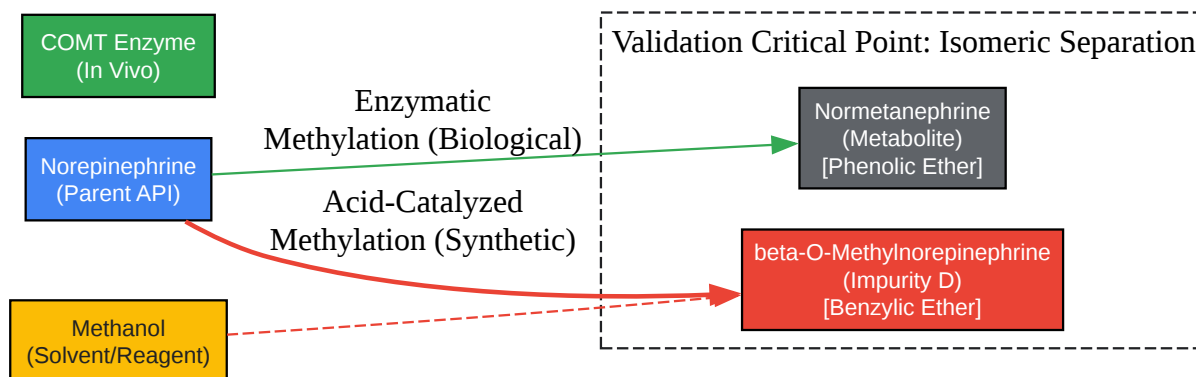 COMT Enzyme
(In Vivo)
Validation Critical Point: Isomeric Separation
Enzymatic
Methylation (Biological)
Normetanephrine
(Metabolite)
[Phenolic Ether]
Norepinephrine
(Parent API)
Acid-Catalyzed
Methylation (Synthetic)
beta-O-Methylnorepinephrine
(Impurity D)
[Benzylic Ether]
Methanol
(Solvent/Reagent)